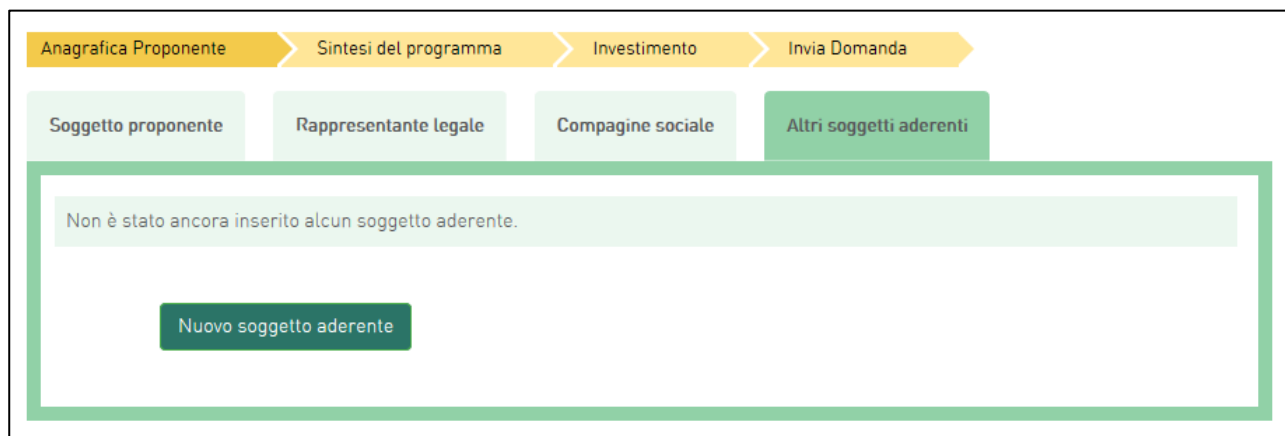 Anagrafica Proponente Sintesi del programma Investimento Invia Domanda
Soggetto proponente Rappresentante legale Compagine sociale Altri soggetti aderenti
Non è stato ancora inserito alcun soggetto aderente.
Nuovo soggetto aderente